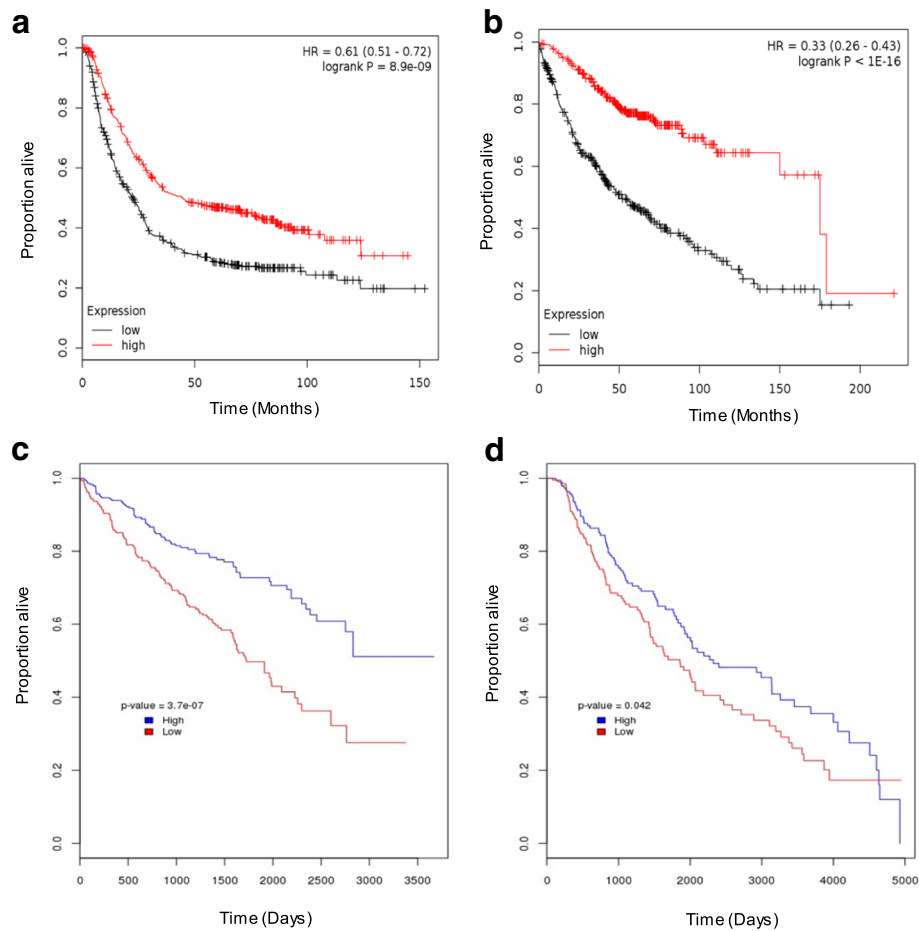 a
HR = 0.61 (0.51 - 0.72)
logrank P = 8.9e-09
Proportion alive
0.0 0.2 0.4 0.6 0.8 1.0
Expression
low
high
0 50 100 150
Time (Months)
b
HR = 0.33 (0.26 - 0.43)
logrank P < 1E-16
Proportion alive
0.0 0.2 0.4 0.6 0.8 1.0
Expression
low
high
0 50 100 150 200
Time (Months)
c
Proportion alive
0.0 0.2 0.4 0.6 0.8 1.0
p-value = 3.7e-07
High
Low
0 500 1000 1500 2000 2500 3000 3500
Time (Days)
d
Proportion alive
0.0 0.2 0.4 0.6 0.8 1.0
p-value = 0.042
High
Low
0 1000 2000 3000 4000 5000
Time (Days)